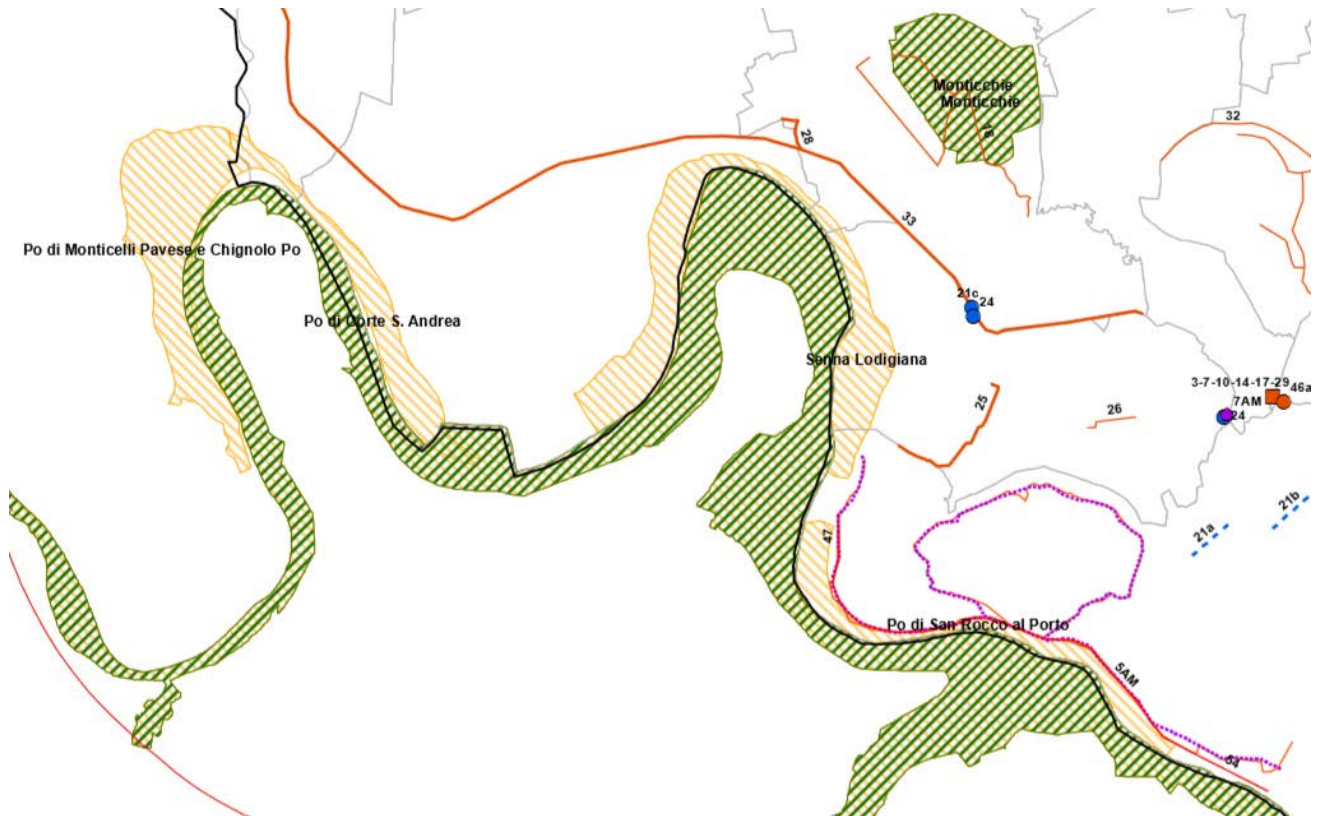 Monticchie
Monticchie
18
32
28
33
Po di Monticelli Pavese e Chignolo Po
21c
24
Po di Corte S. Andrea
Senna Lodigiana
3-7-10-14-17-29
46a
7AM
24
25
26
21b
21a
47
Po di San Rocco al Porto
5AM
54